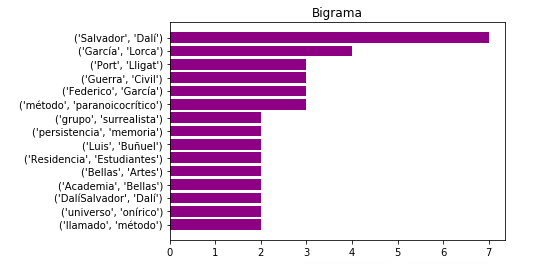 Bigrama
('Salvador', 'Dalí')
('García', 'Lorca')
('Port', 'Lligat')
('Guerra', 'Civil')
('Federico', 'García')
('método', 'paranoicocrítico')
('grupo', 'surrealista')
('persistencia', 'memoria')
('Luis', 'Buñuel')
('Residencia', 'Estudiantes')
('Bellas', 'Artes')
('Academia', 'Bellas')
('DalíSalvador', 'Dalí')
('universo', 'onírico')
('llamado', 'método')
0 1 2 3 4 5 6 7